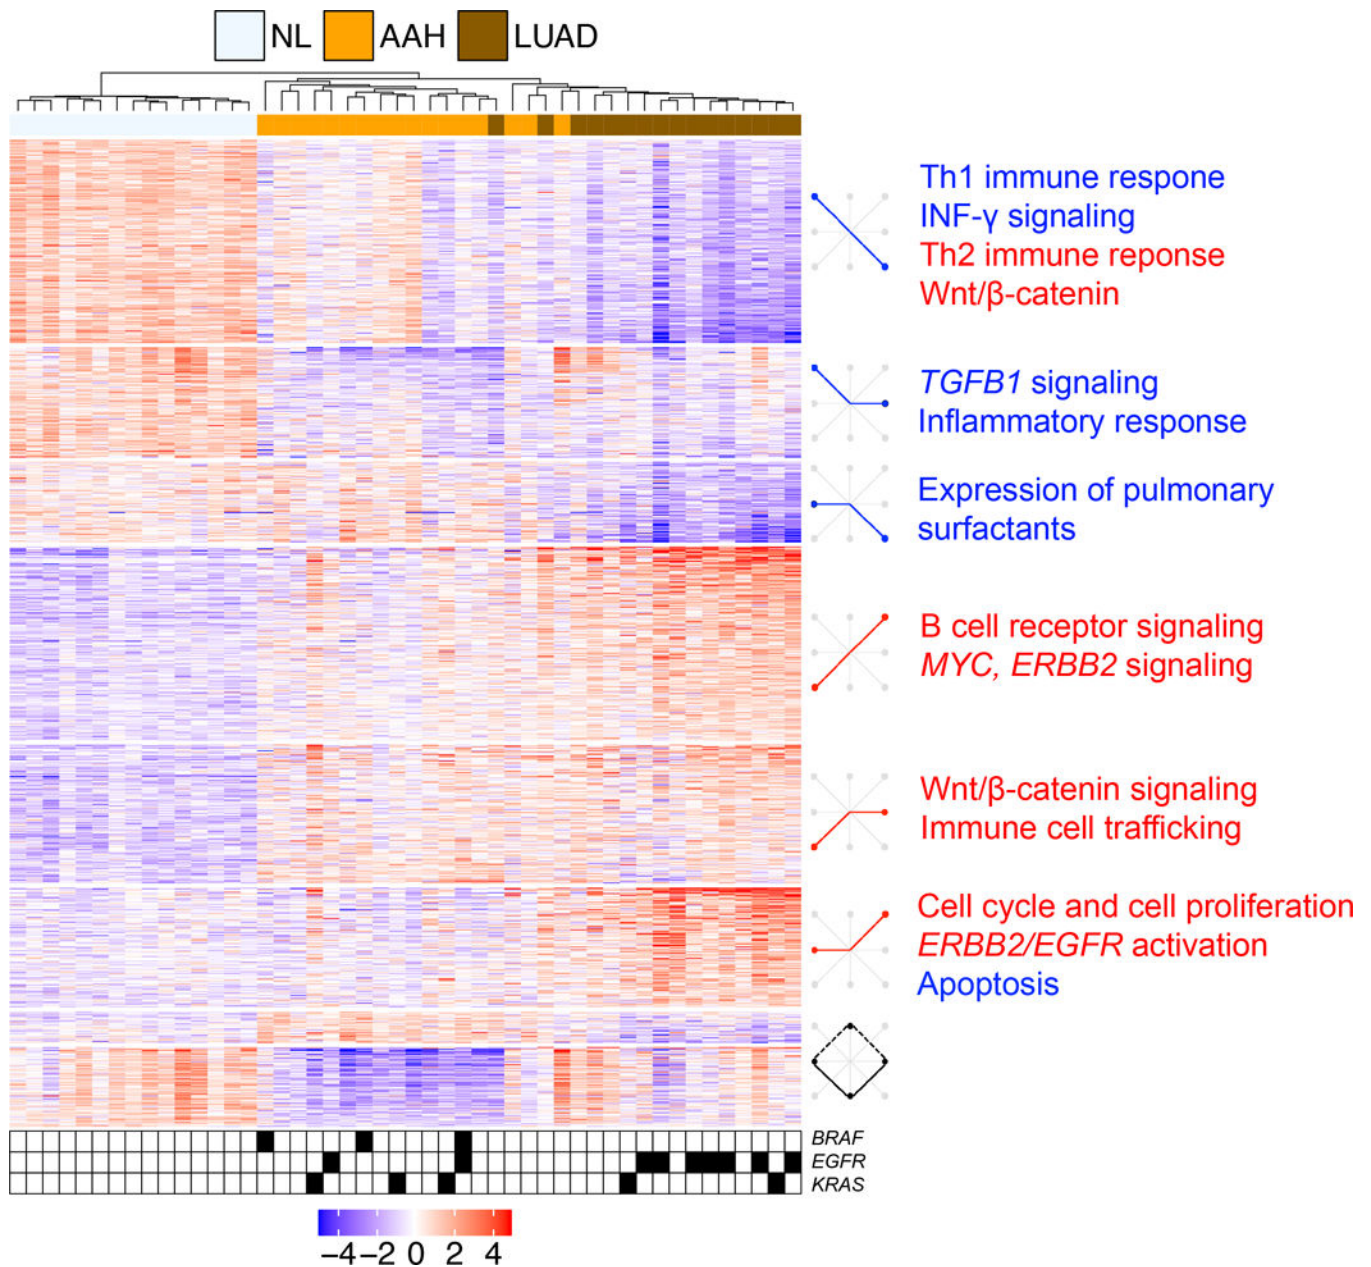 NL AAH LUAD
Th1 immune respone
INF-γ signaling
Th2 immune reponse
Wnt/β-catenin
TGFB1 signaling
Inflammatory response
Expression of pulmonary
surfactants
B cell receptor signaling
MYC, ERBB2 signaling
Wnt/β-catenin signaling
Immune cell trafficking
Cell cycle and cell proliferation
ERBB2/EGFR activation
Apoptosis
BRAF
EGFR
KRAS
−4 −2 0 2 4